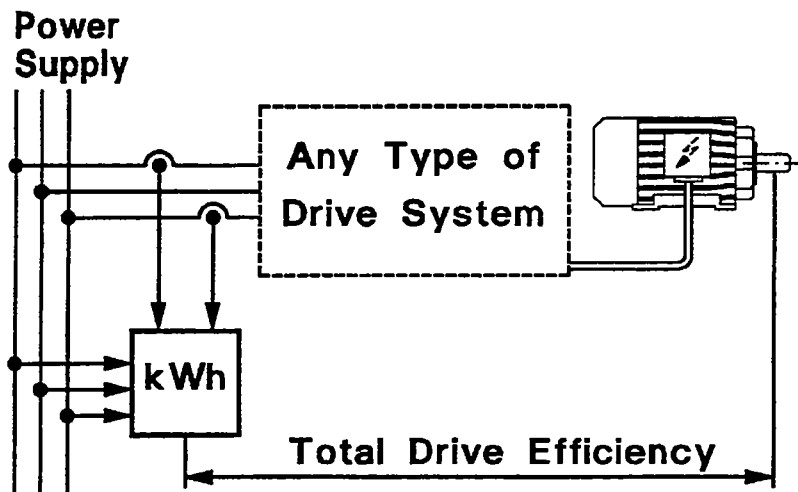 Power
Supply
Any Type of
Drive System
kWh
Total Drive Efficiency